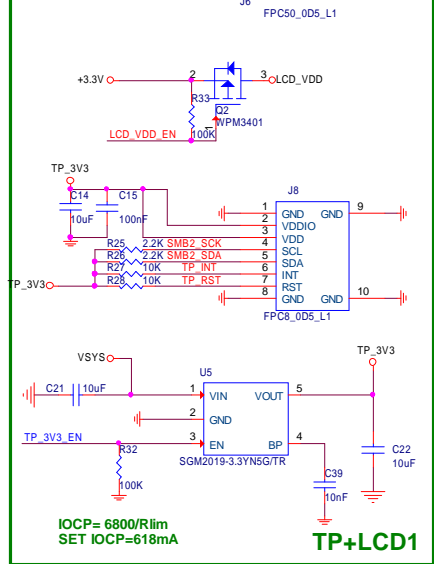 J6
FPC50_0D5_L1
+3.3V
2
3
LCD_VDD
R33
Q2
WPM3401
1
100K
LCD_VDD_EN
TP_3V3
C14
C15
10uF
100nF
J8
1 GND GND 9
2 VDDIO
3 VDD
R25 2.2K SMB2_SCK 4 SCL
R26 2.2K SMB2_SDA 5 SDA
R27 10K TP_INT 6 INT
R28 10K TP_RST 7 RST
TP_3V3
8 GND GND 10
FPC8_0D5_L1
VSYS
TP_3V3
U5
C21 10uF
1 VIN VOUT 5
2 GND
TP_3V3_EN 3 EN BP 4
SGM2019-3.3YN5G/TR
R32
100K
C22
10uF
C39
10nF
IOCP= 6800/Rlim
SET IOCP=618mA
TP+LCD1